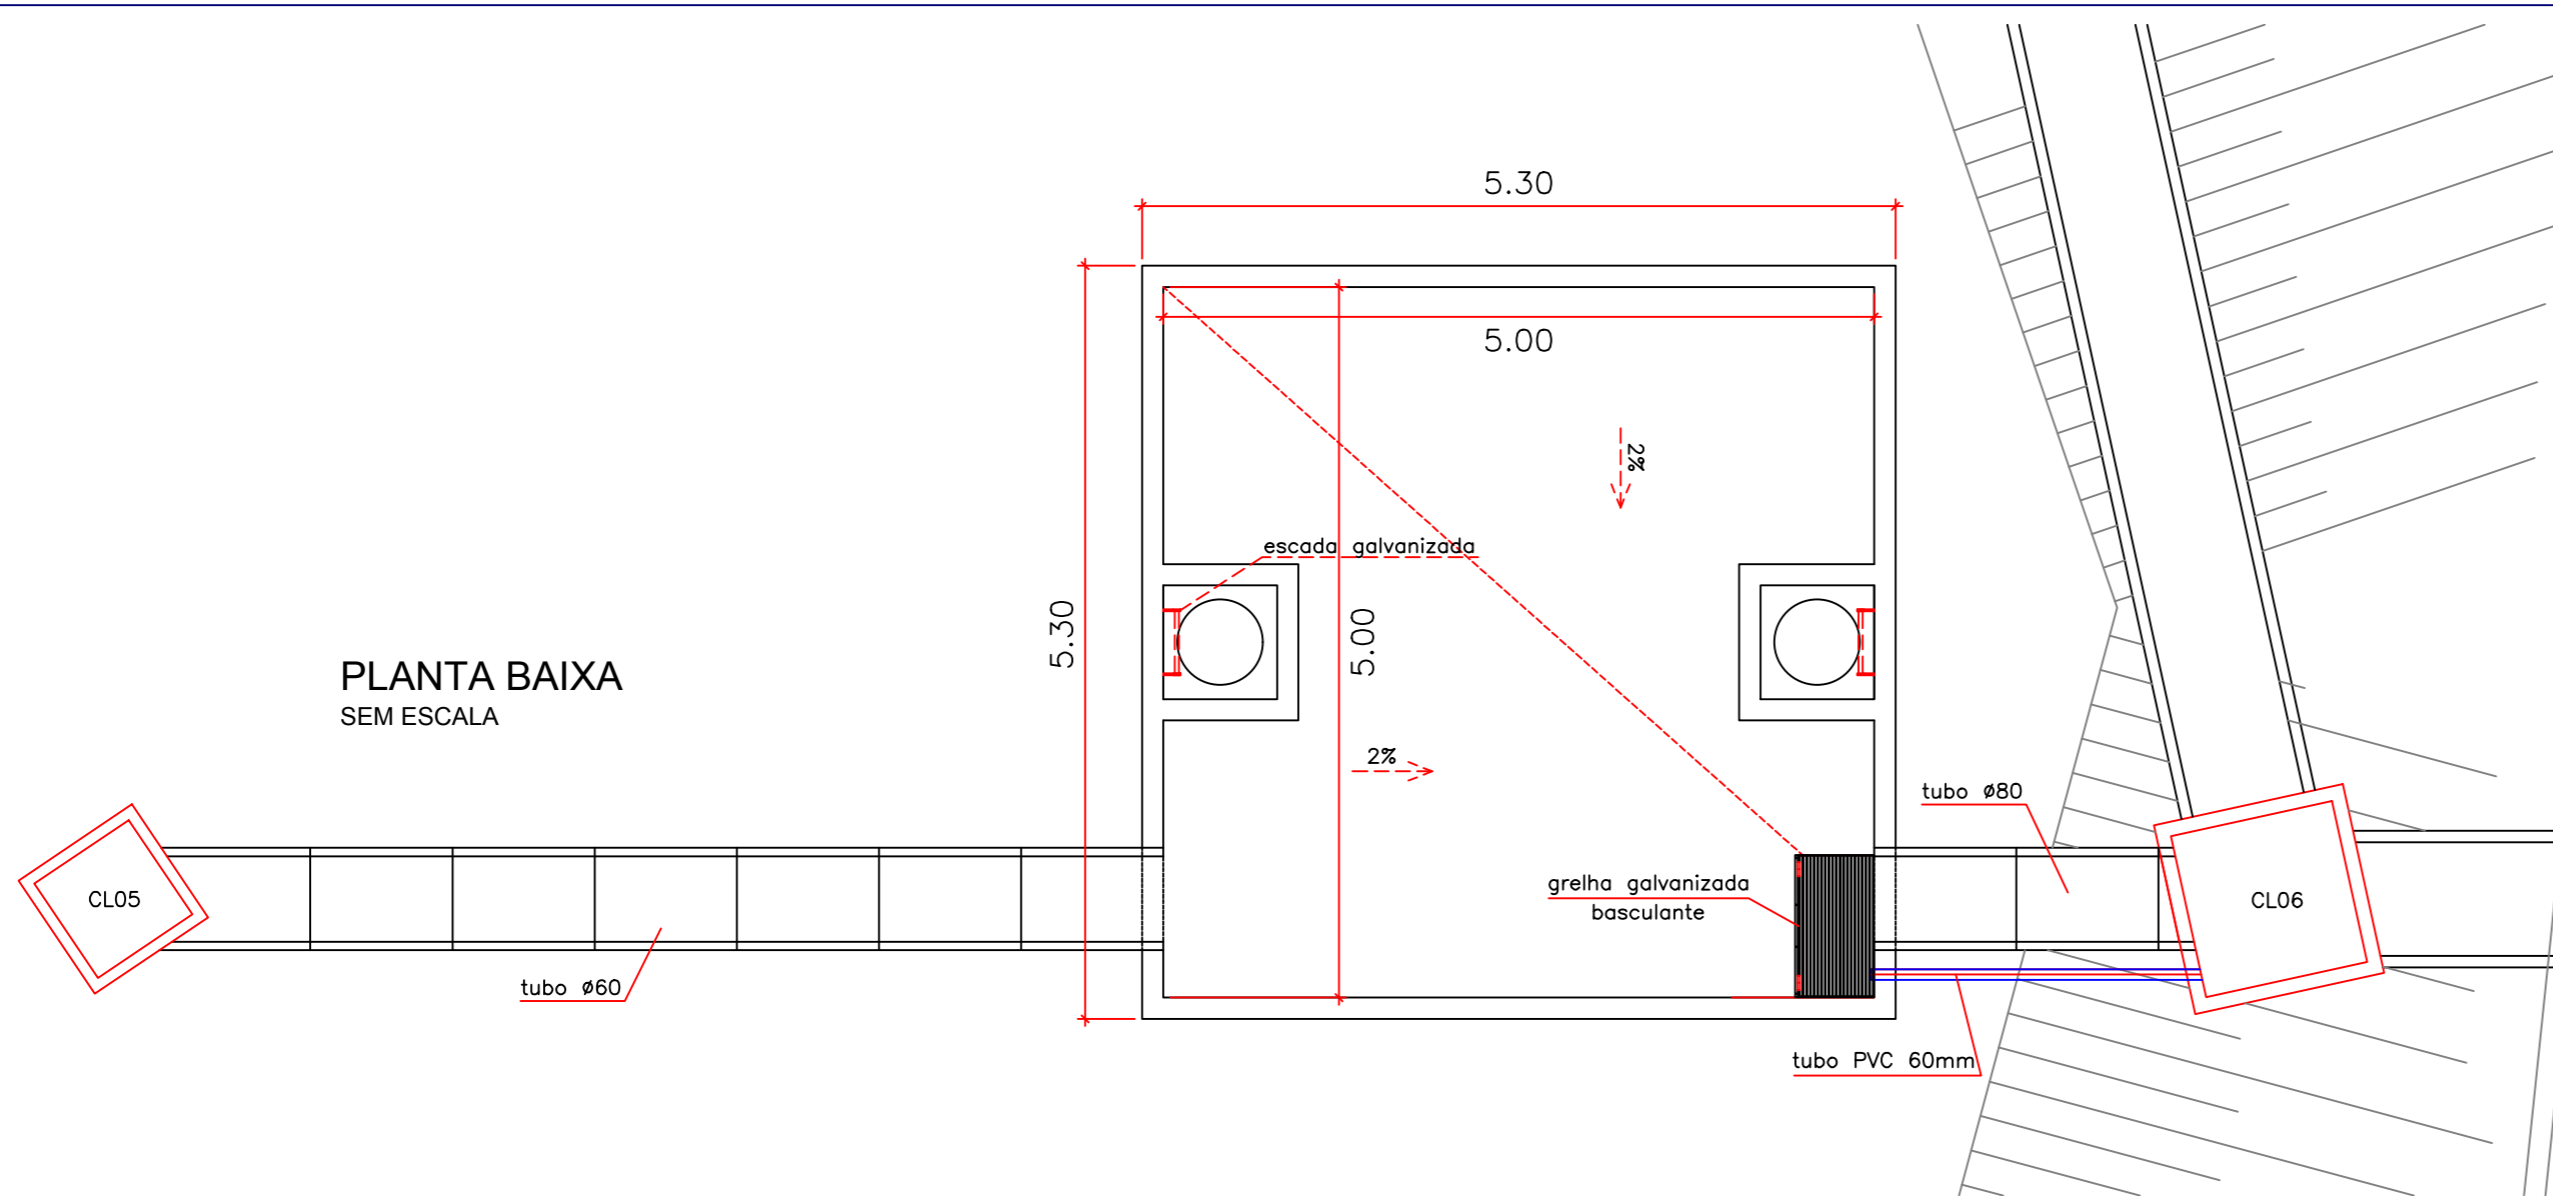 5.30
5.00
2%
escada galvanizada
5.30
5.00
PLANTA BAIXA
SEM ESCALA
2%
tubo ø80
grelha galvanizada
basculante
CL05
CL06
tubo ø60
tubo PVC 60mm